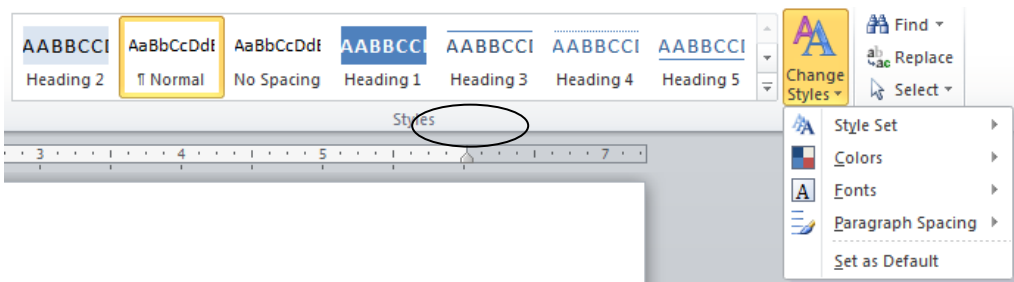 AABBCCI AaBbCcDdE AaBbCcDdE AABBCCI AABBCCI AABBCCI AABBCCI
Heading 2 ¶ Normal No Spacing Heading 1 Heading 3 Heading 4 Heading 5
Styles
Change
Styles
Find
ab
ac Replace
Select
Style Set
Colors
A Fonts
Paragraph Spacing
Set as Default
3 4 5 7